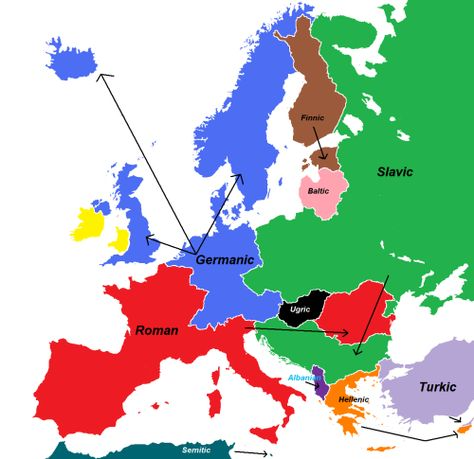 Finnic
Baltic
Slavic
Germanic
Ugric
Roman
Albanian
Hellenic
Turkic
Semitic